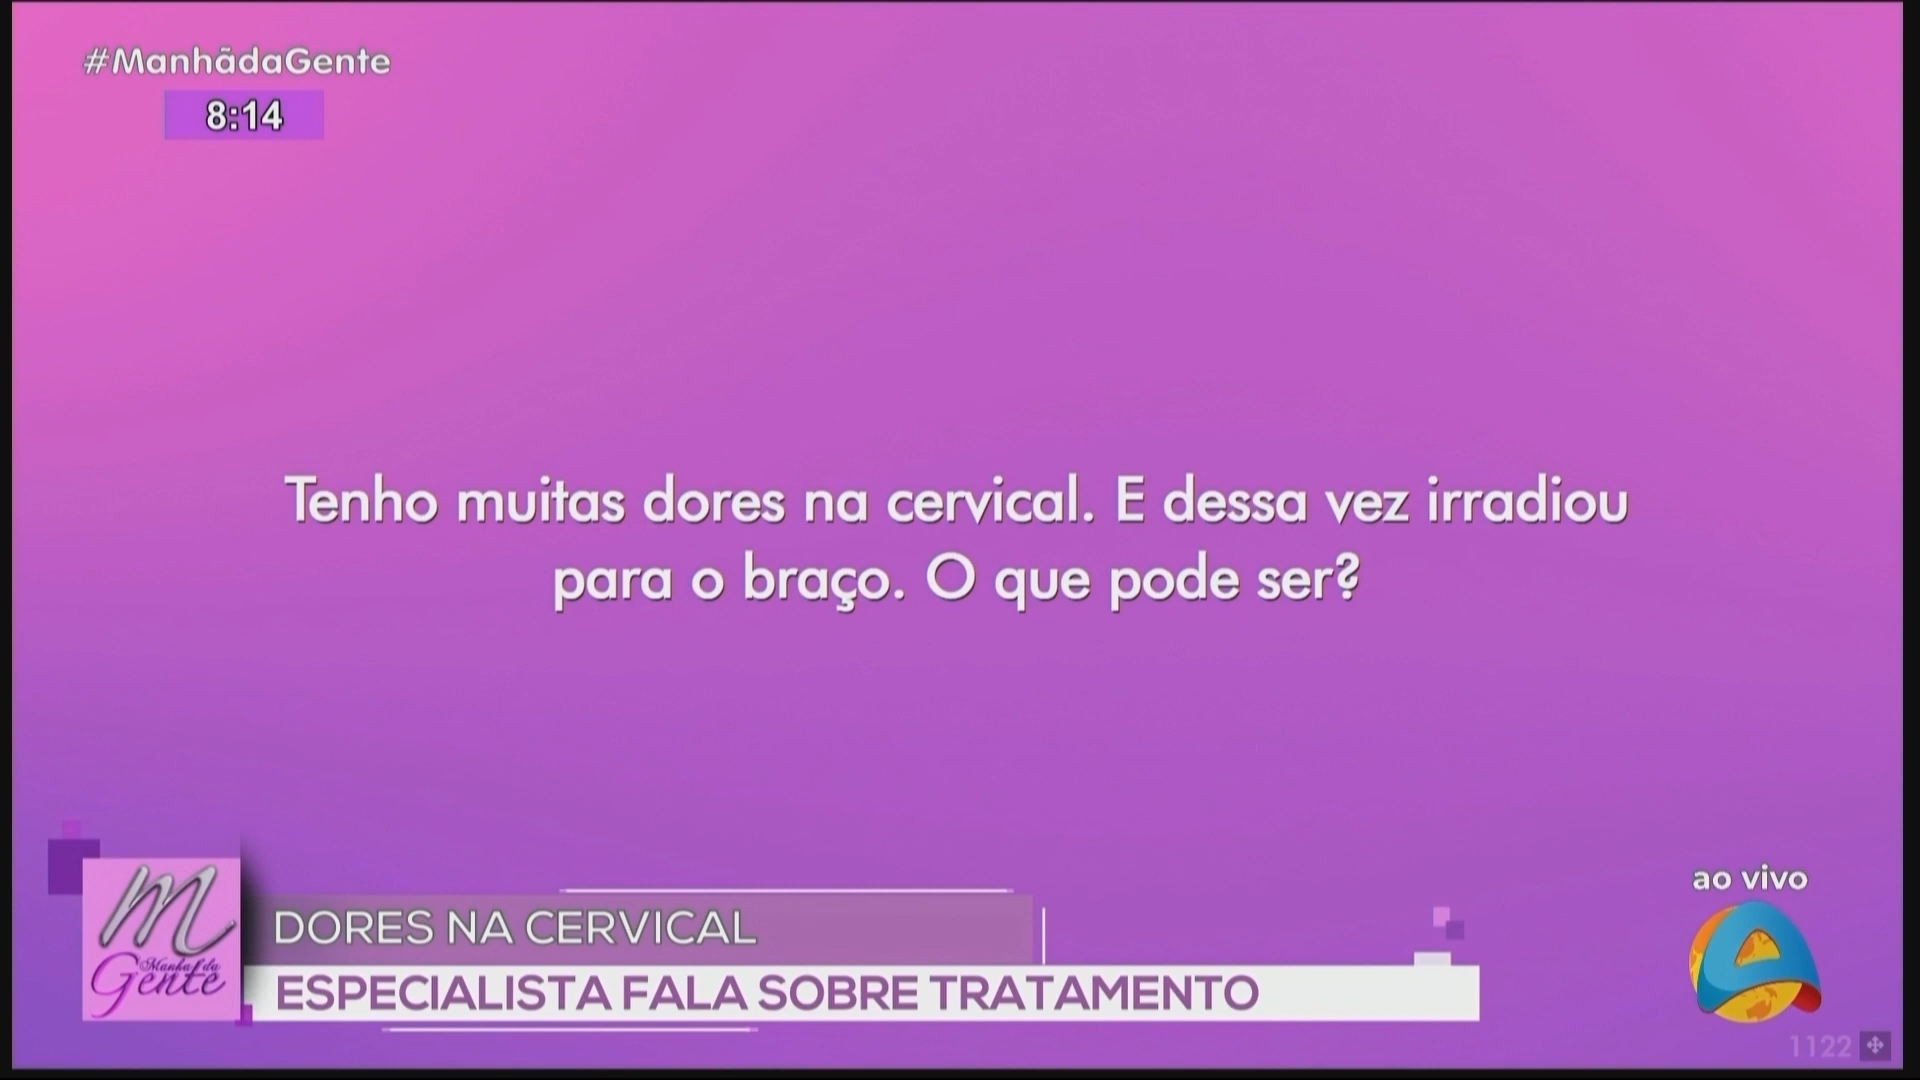 #ManhãdaGente
8:14
Tenho muitas dores na cervical. E dessa vez irradiou
para o braço. O que pode ser?
ao vivo
M
Manhã da
Gente
DORES NA CERVICAL
ESPECIALISTA FALA SOBRE TRATAMENTO
1122